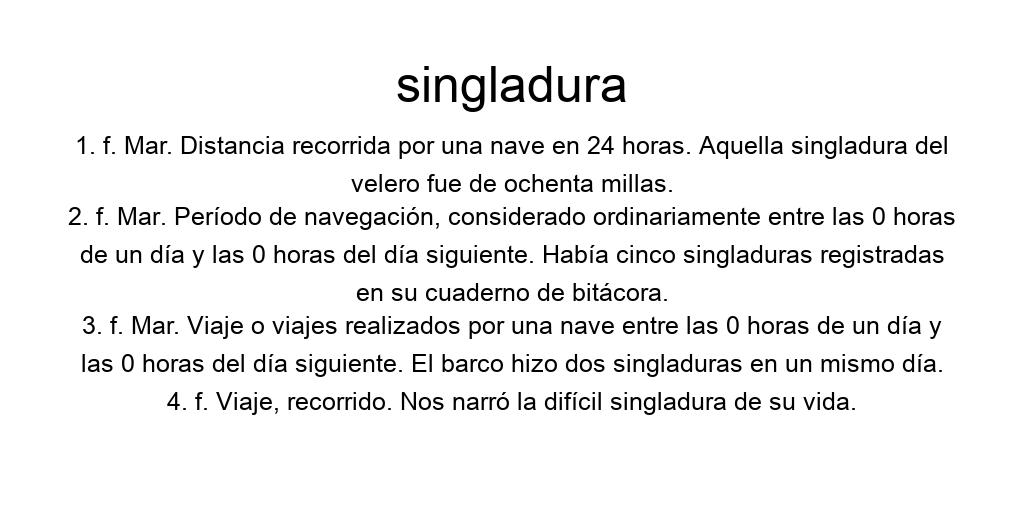 singladura
1. f. Mar. Distancia recorrida por una nave en 24 horas. Aquella singladura del
velero fue de ochenta millas.
2. f. Mar. Período de navegación, considerado ordinariamente entre las 0 horas
de un día y las 0 horas del día siguiente. Había cinco singladuras registradas
en su cuaderno de bitácora.
3. f. Mar. Viaje o viajes realizados por una nave entre las 0 horas de un día y
las 0 horas del día siguiente. El barco hizo dos singladuras en un mismo día.
4. f. Viaje, recorrido. Nos narró la difícil singladura de su vida.